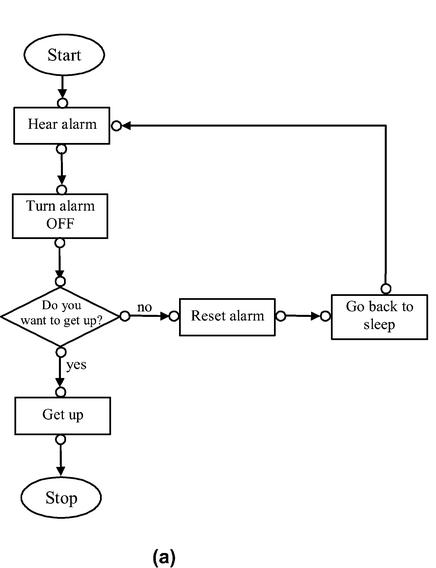 Start
Hear alarm
Turn alarm
OFF
Do you
want to get up?
no
Reset alarm
Go back to
sleep
yes
Get up
Stop
(a)